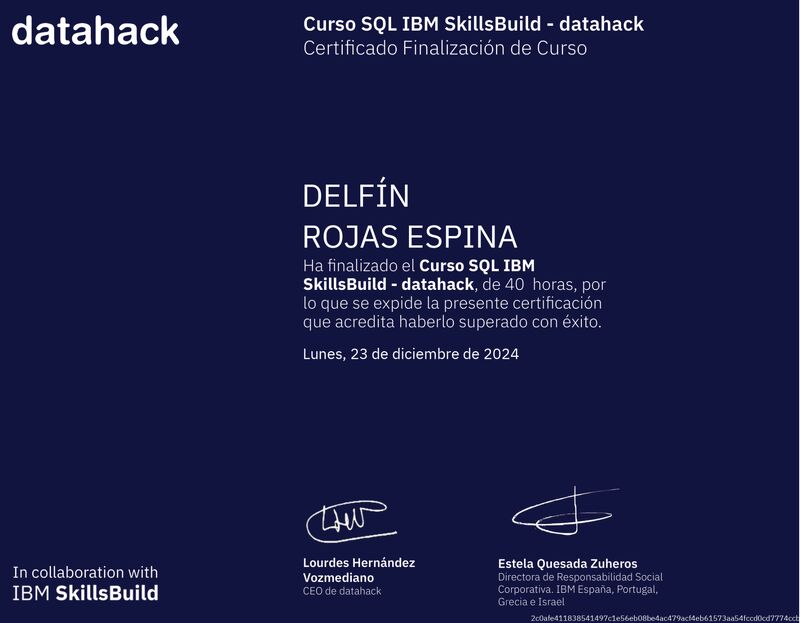 datahack
Curso SQL IBM SkillsBuild - datahack
Certificado Finalización de Curso
DELFÍN
ROJAS ESPINA
Ha finalizado el Curso SQL IBM
SkillsBuild - datahack, de 40 horas, por
lo que se expide la presente certificación
que acredita haberlo superado con éxito.
Lunes, 23 de diciembre de 2024
Lourdes Hernández
Vozmediano
CEO de datahack
Estela Quesada Zuheros
Directora de Responsabilidad Social
Corporativa. IBM España, Portugal,
Grecia e Israel
In collaboration with
IBM SkillsBuild
2c0afe411838541497c1e56eb08be4ac479acf4eb61573aa54fccd0cd7774ccb